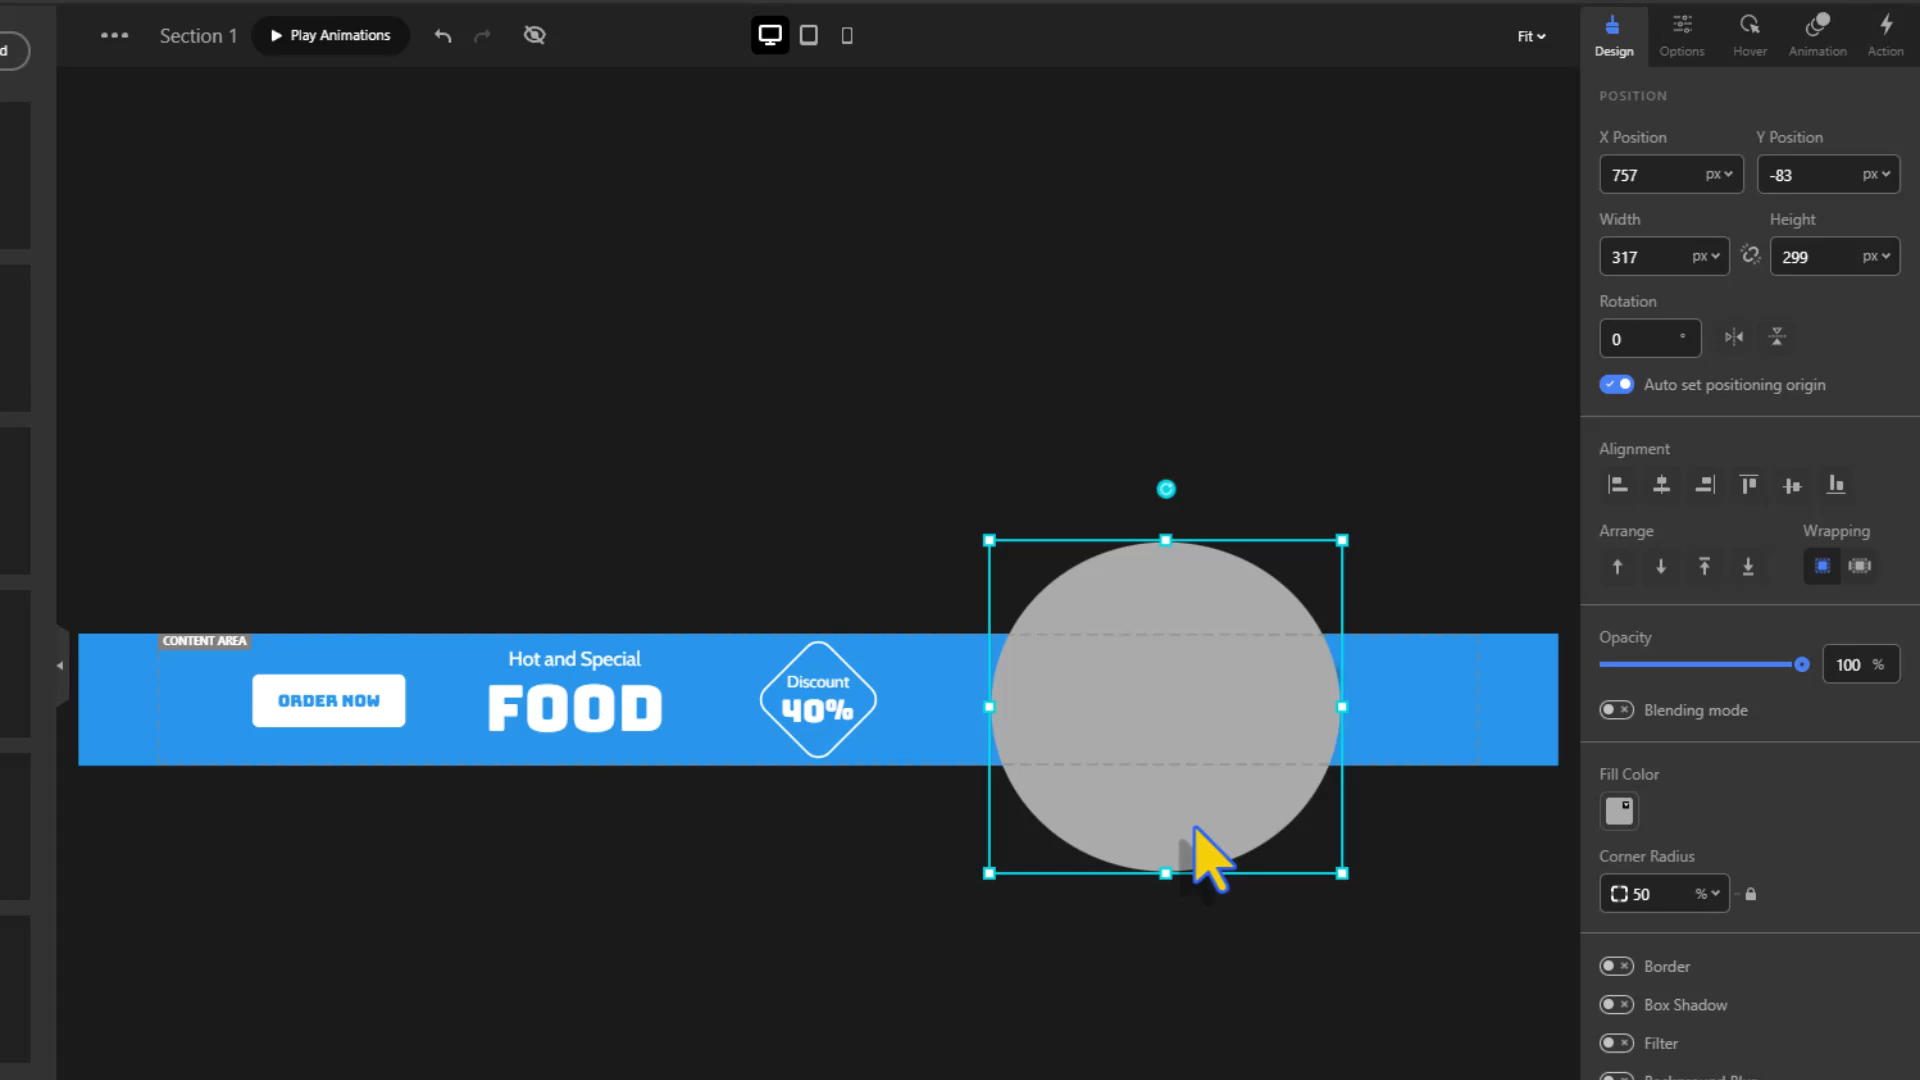 d
Section 1
Play Animations
Fit
Design
Options
Hover
Animation
Action
POSITION
X Position
Y Position
757 px
-83 px
Width
Height
317 px
299 px
Rotation
0 °
Auto set positioning origin
Alignment
Arrange
Wrapping
Opacity
100 %
Blending mode
Fill Color
Corner Radius
50 %
Border
Box Shadow
Filter
CONTENT AREA
ORDER NOW
Hot and Special
FOOD
Discount
40%